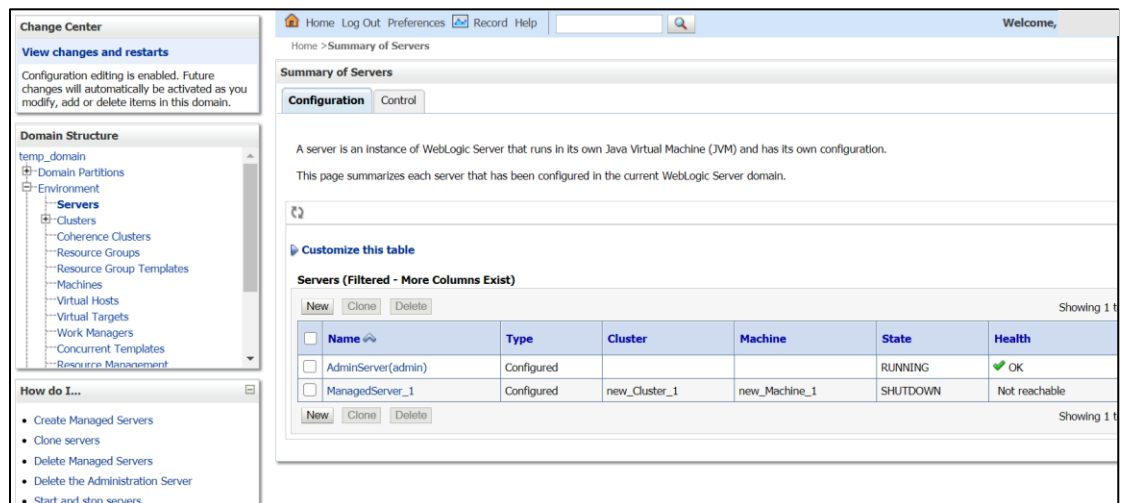 Change Center
View changes and restarts
Configuration editing is enabled. Future
changes will automatically be activated as you
modify, add or delete items in this domain.
Domain Structure
temp_domain
Domain Partitions
Environment
Servers
Clusters
Coherence Clusters
Resource Groups
Resource Group Templates
Machines
Virtual Hosts
Virtual Targets
Work Managers
Concurrent Templates
Resource Management
How do I...
Create Managed Servers
Clone servers
Delete Managed Servers
Delete the Administration Server
Start and stop servers
Home Log Out Preferences Record Help
Welcome,
Home >Summary of Servers
Summary of Servers
Configuration Control
A server is an instance of WebLogic Server that runs in its own Java Virtual Machine (JVM) and has its own configuration.
This page summarizes each server that has been configured in the current WebLogic Server domain.
Customize this table
Servers (Filtered - More Columns Exist)
New Clone Delete Showing 1 t
Name Type Cluster Machine State Health
AdminServer(admin) Configured RUNNING OK
ManagedServer_1 Configured new_Cluster_1 new_Machine_1 SHUTDOWN Not reachable
New Clone Delete Showing 1 t